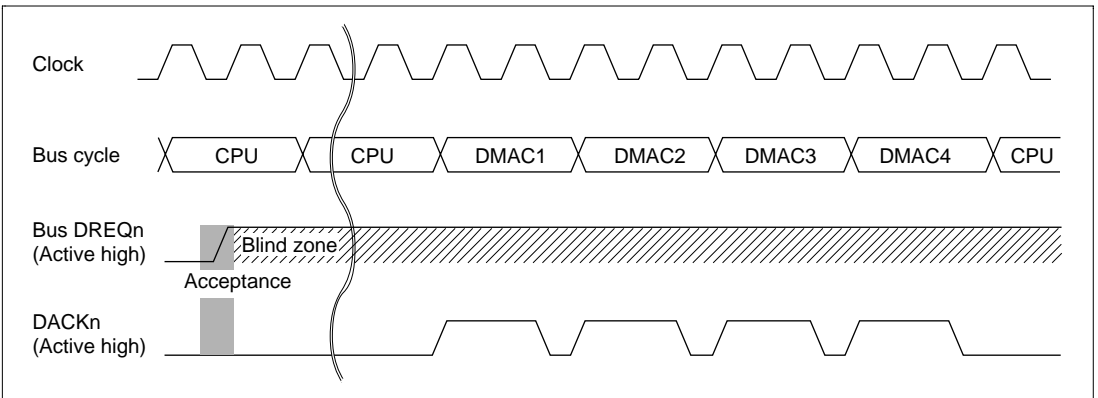 Clock
Bus cycle
CPU CPU DMAC1 DMAC2 DMAC3 DMAC4 CPU
Bus DREQn
(Active high)
Blind zone
Acceptance
DACKn
(Active high)